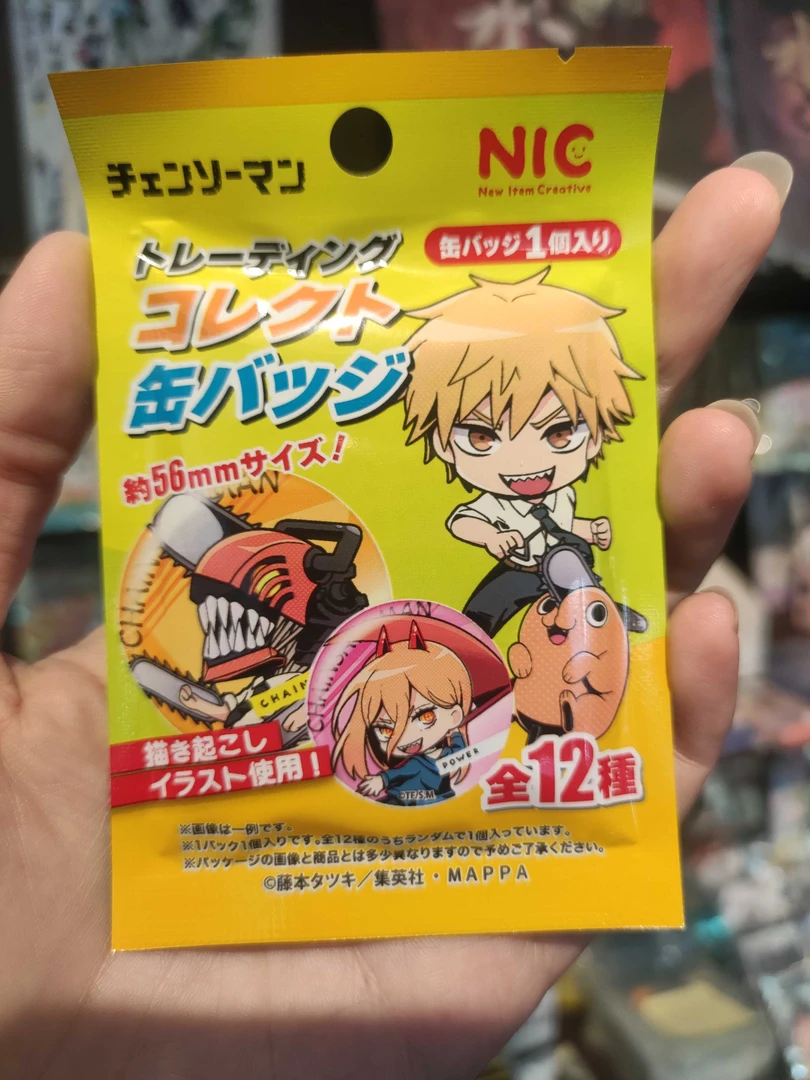 チェンソーマン
NIC
New Item Creative
トレーディング
コレクト
缶バッジ
缶バッジ1個入り
約56mmサイズ!
CHAIN
POWER
©TF/S,M
描き起こし
イラスト使用!
全12種
※画像は一例です。
※1パック1個入りです。全12種のうちランダムで1個入っています。
※パッケージの画像と商品とは多少異なりますので予めご了承ください。
©藤本タツキ/集英社・MAPPA